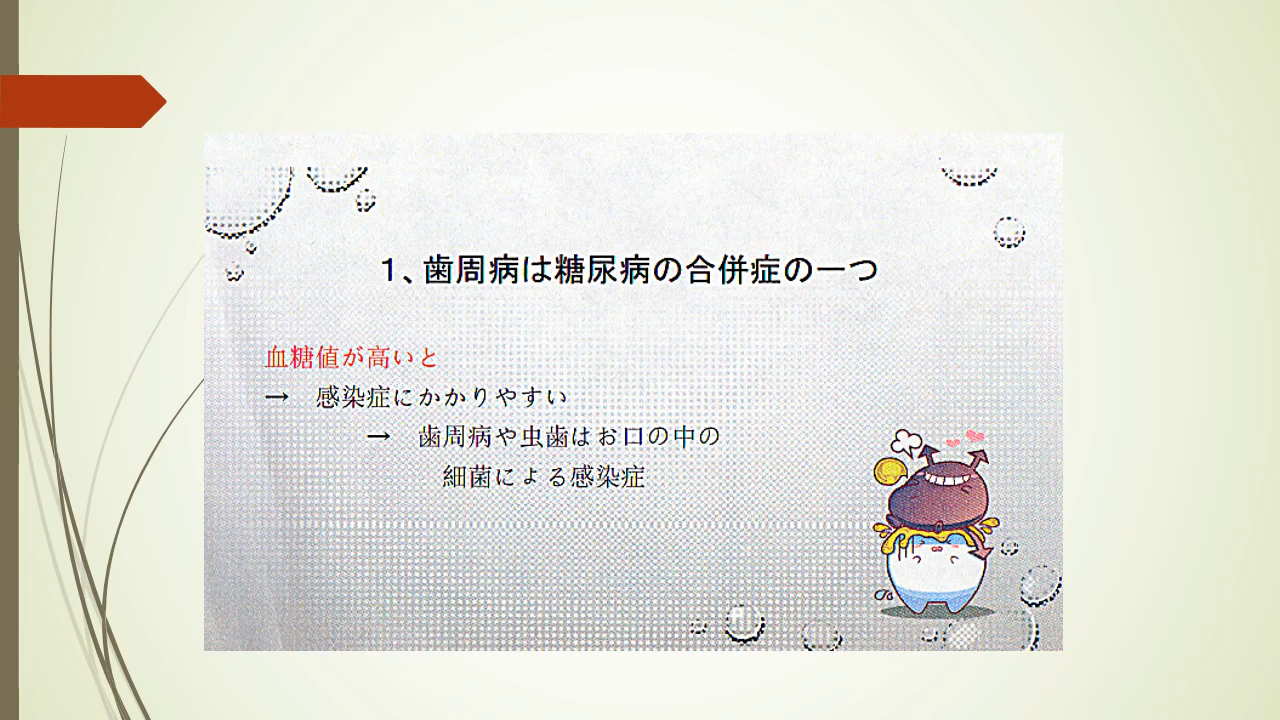 1、歯周病は糖尿病の合併症の一つ
血糖値が高いと
→ 感染症にかかりやすい
→ 歯周病や虫歯はお口の中の
細菌による感染症